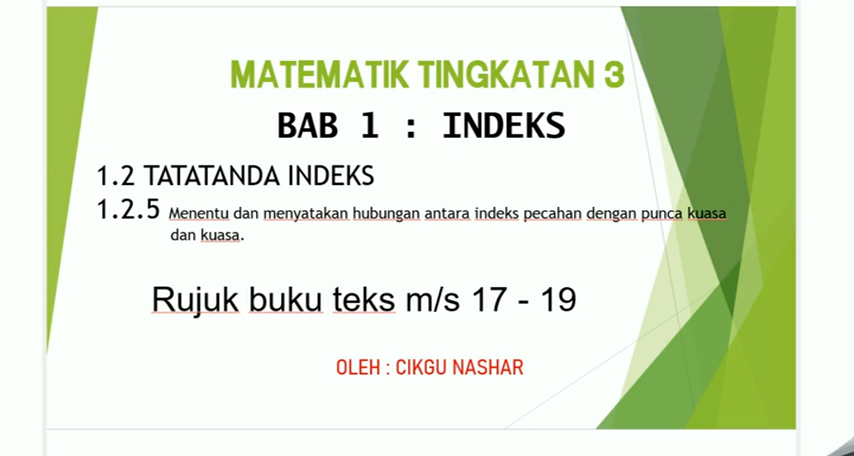 MATEMATIK TINGKATAN 3
BAB 1 : INDEKS
1.2 TATATANDA INDEKS
1.2.5 Menentu dan menyatakan hubungan antara indeks pecahan dengan punca kuasa
dan kuasa.
Rujuk buku teks m/s 17 - 19
OLEH : CIKGU NASHAR